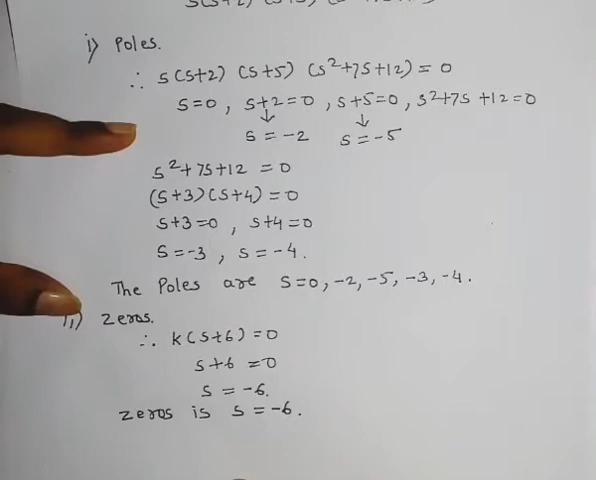 i) Poles.
∴ s(s+2) (s+5) (s²+7s+12) = 0
s=0, s+2=0, s+5=0, s²+7s+12=0
↓ ↓
s = -2 s = -5
s²+7s+12 = 0
(s+3)(s+4)=0
s+3=0, s+4=0
s=-3, s=-4.
The Poles are s=0,-2,-5,-3,-4.
ii) zeros.
∴ k(s+6)=0
s+6=0
s = -6.
zeros is s = -6.